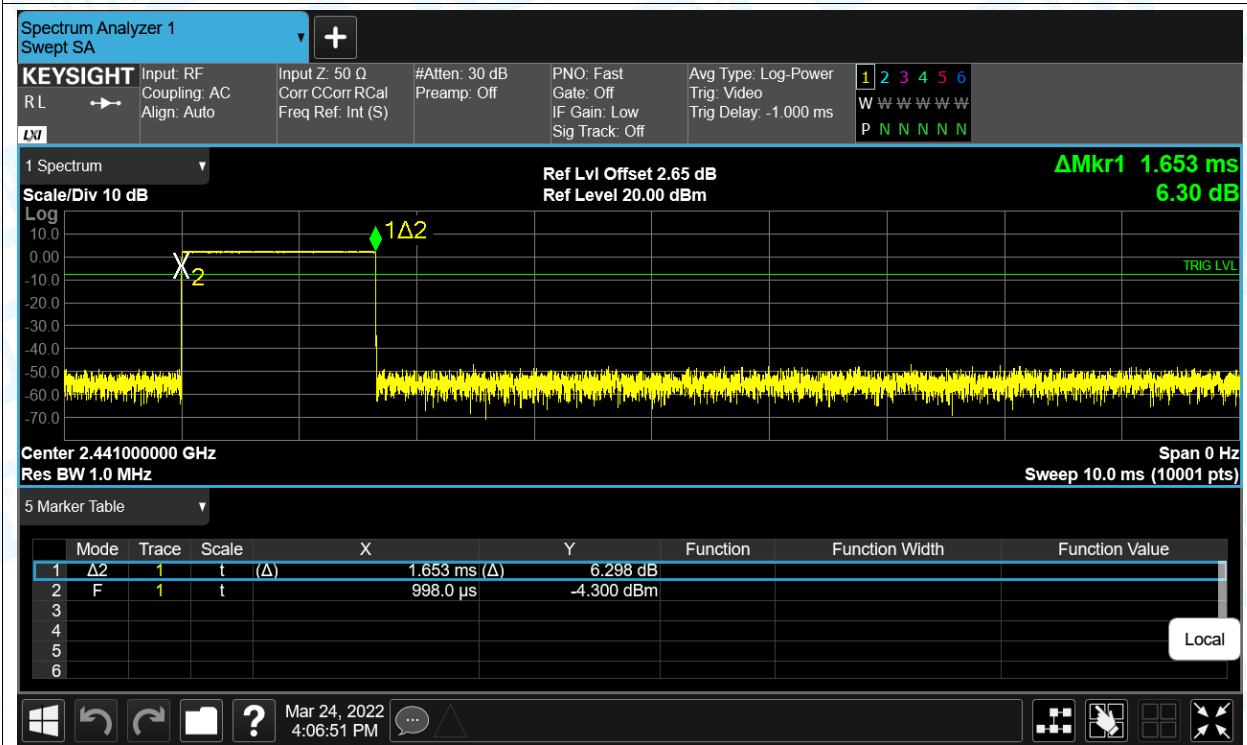 Spectrum Analyzer 1
Swept SA
KEYSIGHT
R L
LXI
Input: RF
Coupling: AC
Align: Auto
Input Z: 50 Ω
Corr CCorr RCal
Freq Ref: Int (S)
#Atten: 30 dB
Preamp: Off
PNO: Fast
Gate: Off
IF Gain: Low
Sig Track: Off
Avg Type: Log-Power
Trig: Video
Trig Delay: -1.000 ms
1 2 3 4 5 6
W W W W W W
P N N N N N
1 Spectrum
Scale/Div 10 dB
Ref Lvl Offset 2.65 dB
Ref Level 20.00 dBm
ΔMkr1 1.653 ms
6.30 dB
Log
10.0
0.00
-10.0
-20.0
-30.0
-40.0
-50.0
-60.0
-70.0
1Δ2
2
TRIG LVL
Center 2.441000000 GHz
Span 0 Hz
Res BW 1.0 MHz
Sweep 10.0 ms (10001 pts)
5 Marker Table
Mode Trace Scale X Y Function Function Width Function Value
1 Δ2 1 t (Δ) 1.653 ms (Δ) 6.298 dB
2 F 1 t 998.0 µs -4.300 dBm
3
4
5
6
Local
?
Mar 24, 2022
4:06:51 PM